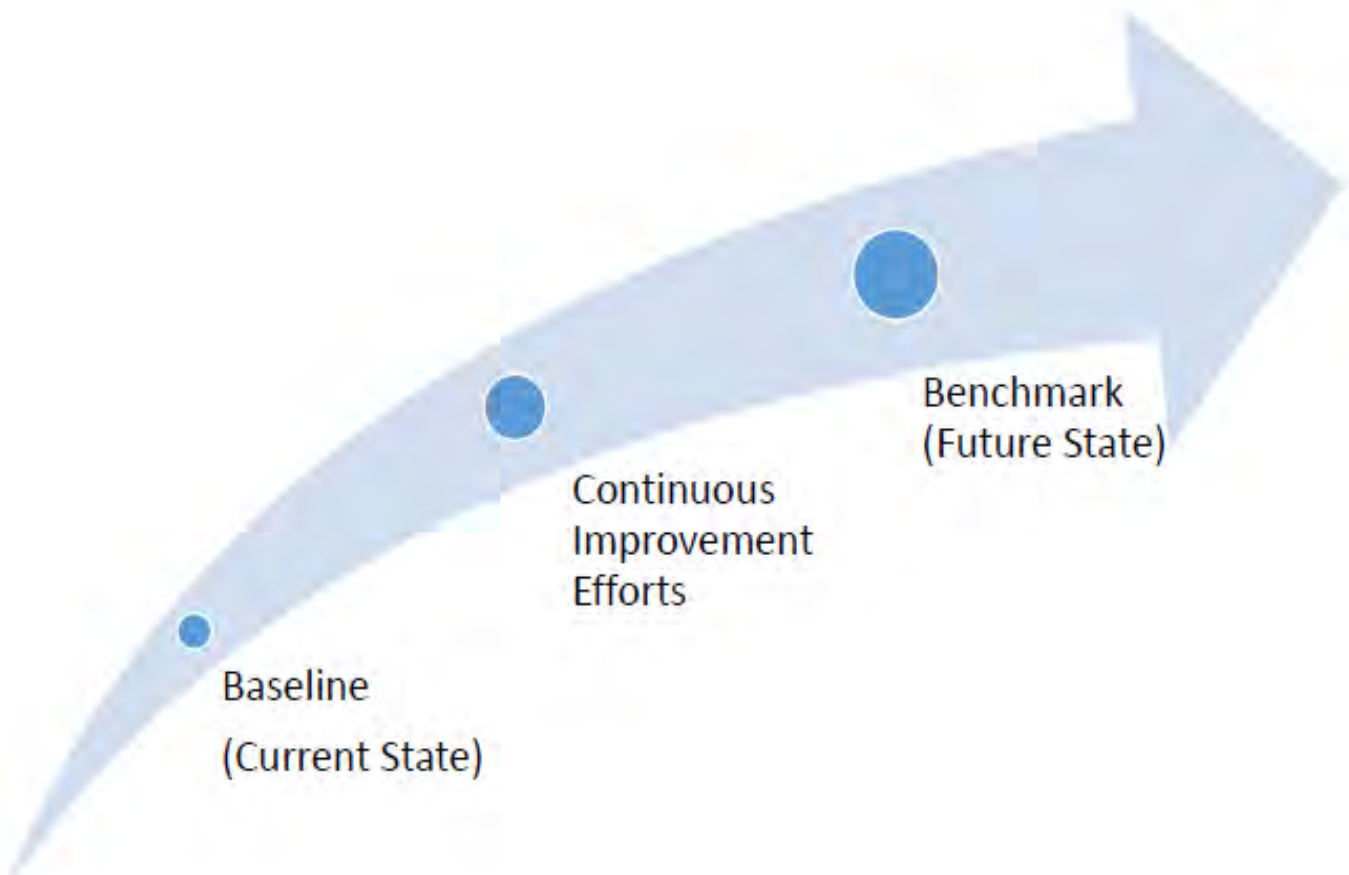 Baseline
(Current State)
Continuous
Improvement
Efforts
Benchmark
(Future State)